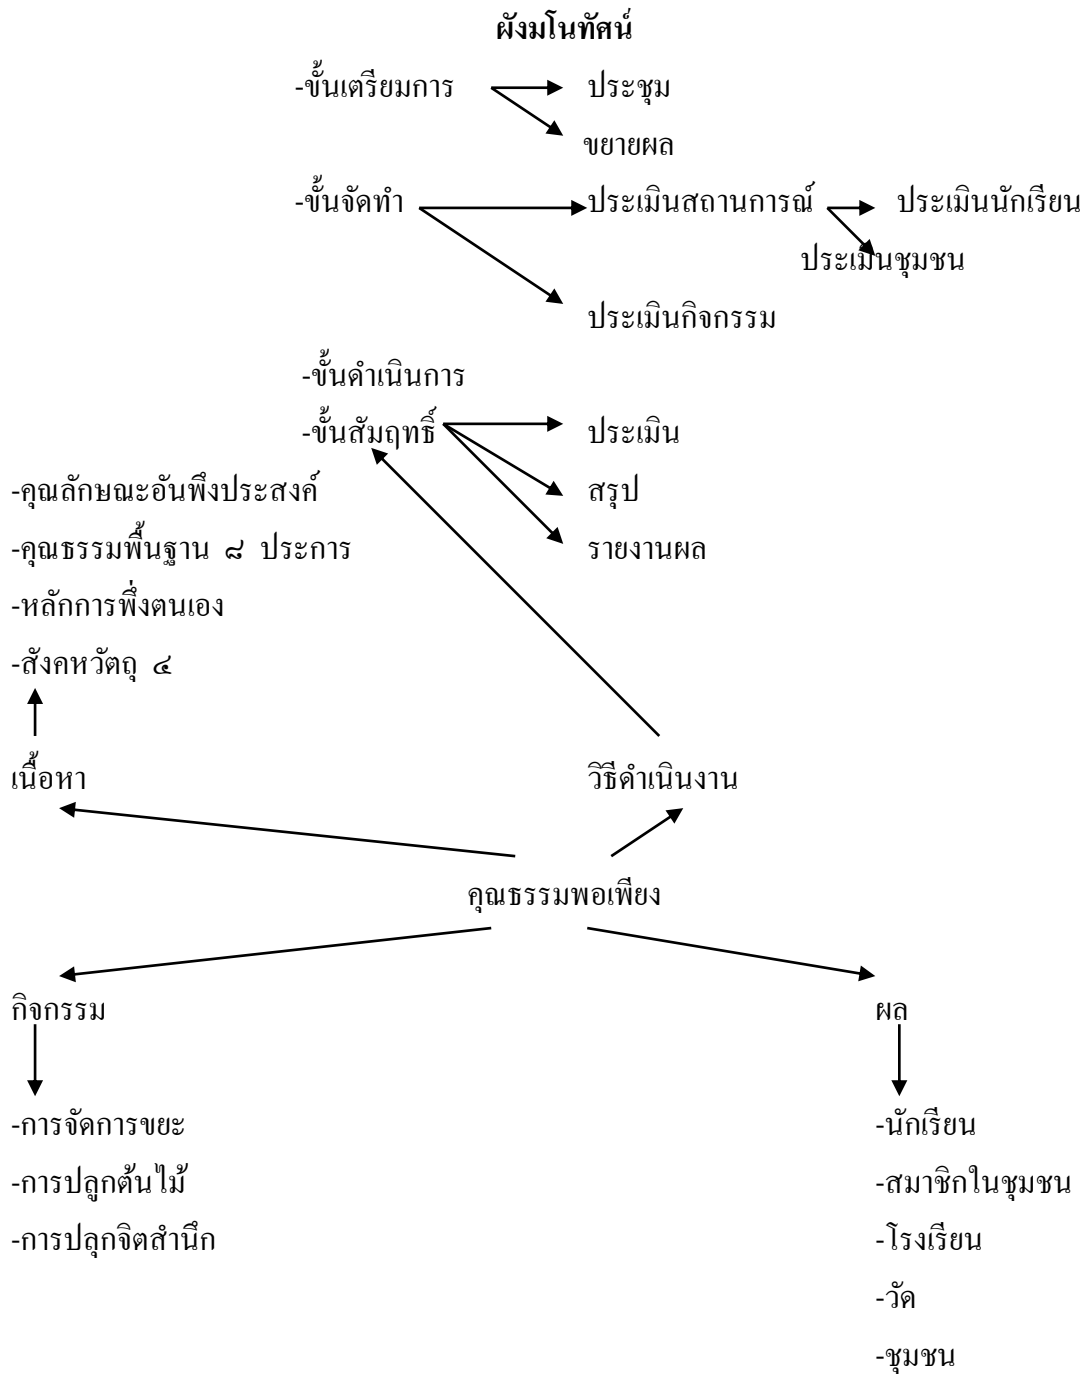 ผังมโนทัศน์
-ขั้นเตรียมการ ประชุม
ขยายผล
-ขั้นจัดทำ ประเมินสถานการณ์ ประเมินนักเรียน
ประเมินชุมชน
ประเมินกิจกรรม
-ขั้นดำเนินการ
-ขั้นสัมฤทธิ์ ประเมิน
-คุณลักษณะอันพึงประสงค์ สรุป
-คุณธรรมพื้นฐาน ๘ ประการ รายงานผล
-หลักการพึ่งตนเอง
-สังคหวัตถุ ๔
เนื้อหา วิธีดำเนินงาน
คุณธรรมพอเพียง
กิจกรรม ผล
-การจัดการขยะ -นักเรียน
-การปลูกต้นไม้ -สมาชิกในชุมชน
-การปลุกจิตสำนึก -โรงเรียน
-วัด
-ชุมชน